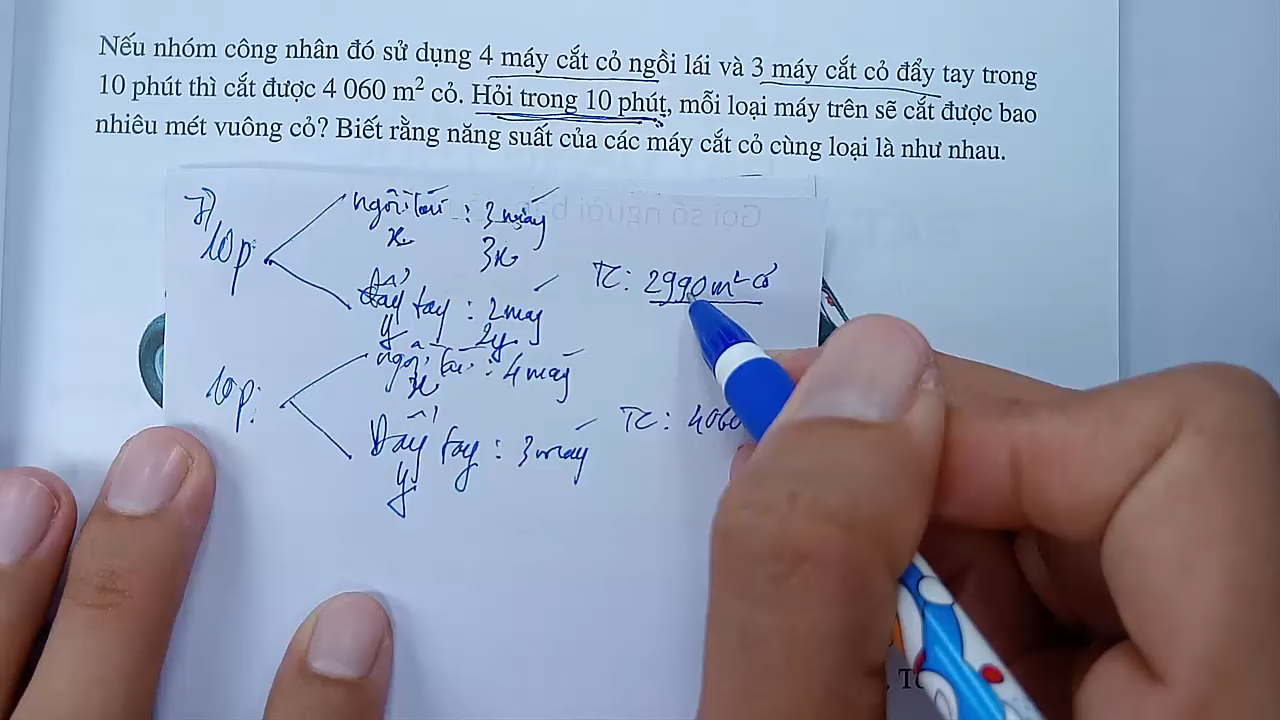 Nếu nhóm công nhân đó sử dụng 4 máy cắt cỏ ngồi lái và 3 máy cắt cỏ đẩy tay trong
10 phút thì cắt được 4 060 m² cỏ. Hỏi trong 10 phút, mỗi loại máy trên sẽ cắt được bao
nhiêu mét vuông cỏ? Biết rằng năng suất của các máy cắt cỏ cùng loại là như nhau.
Gọi số người
7)
ngồi lái : 3 máy
x 3x
10p:
TC: 2990m² cỏ
Đẩy tay : 2 máy
y 2y
ngồi lái : 4 máy
x
10p:
TC: 4060
Đẩy tay : 3 máy
y